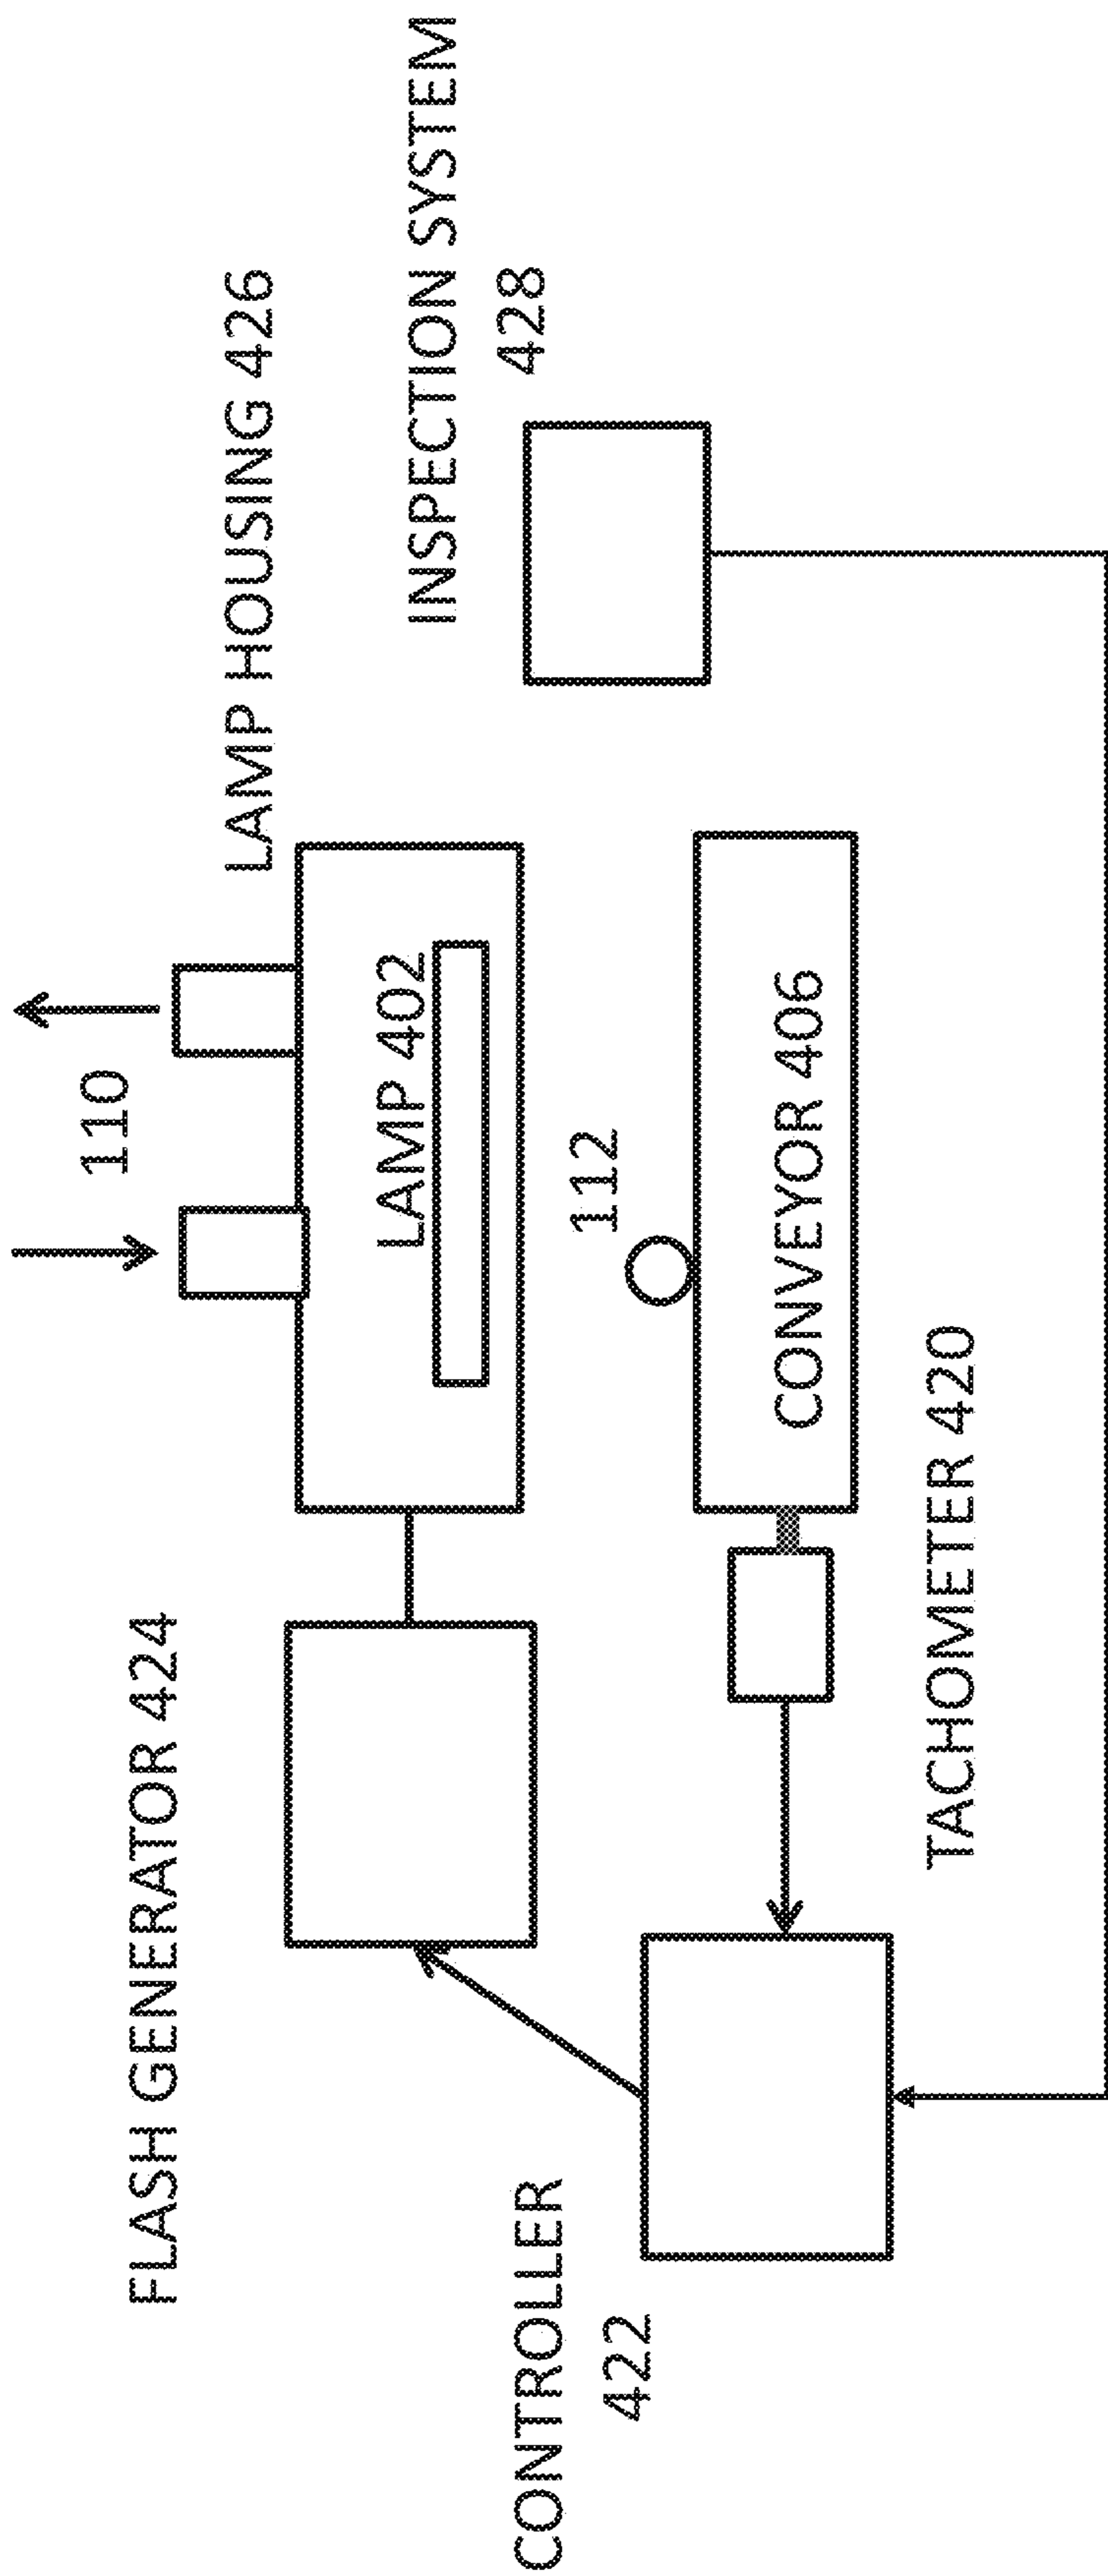 FLASH GENERATOR 424
110
LAMP HOUSING 426
LAMP 402
INSPECTION SYSTEM
428
CONTROLLER
422
112
CONVEYOR 406
TACHOMETER 420